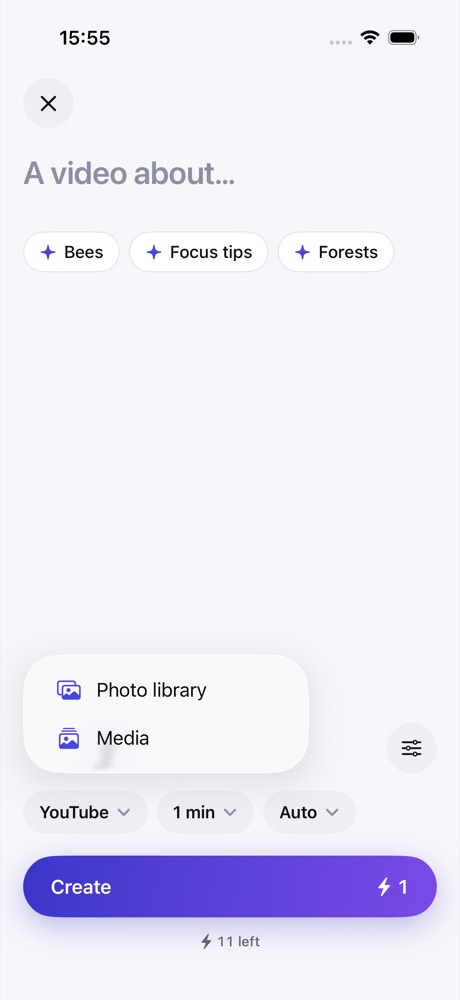 15:55
A video about...
Bees
Focus tips
Forests
Photo library
Media
YouTube
1 min
Auto
Create
1
11 left